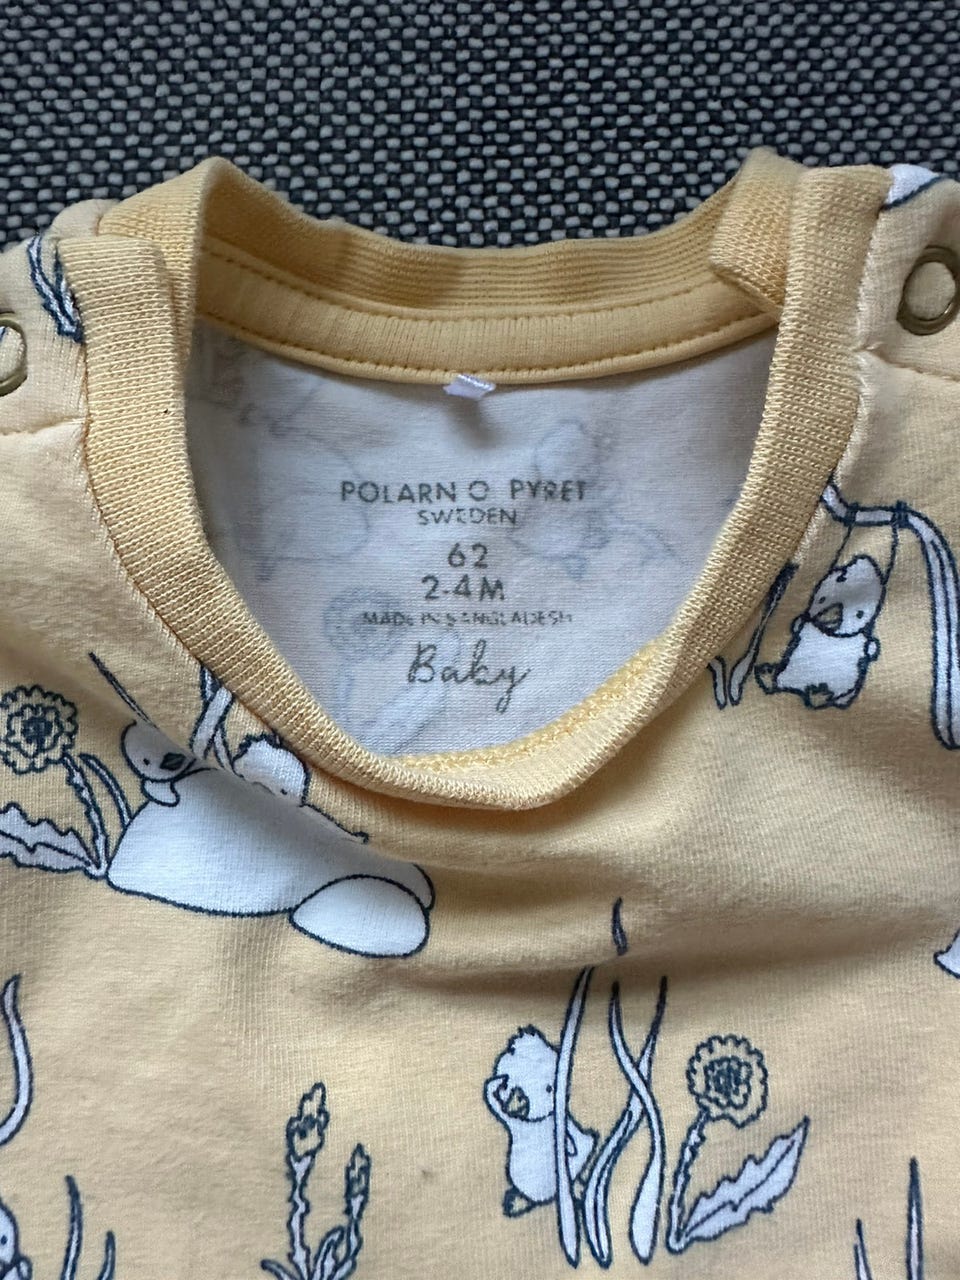 POLARN O. PYRET
SWEDEN
62
2-4M
MADE IN BANGLADESH
Baby